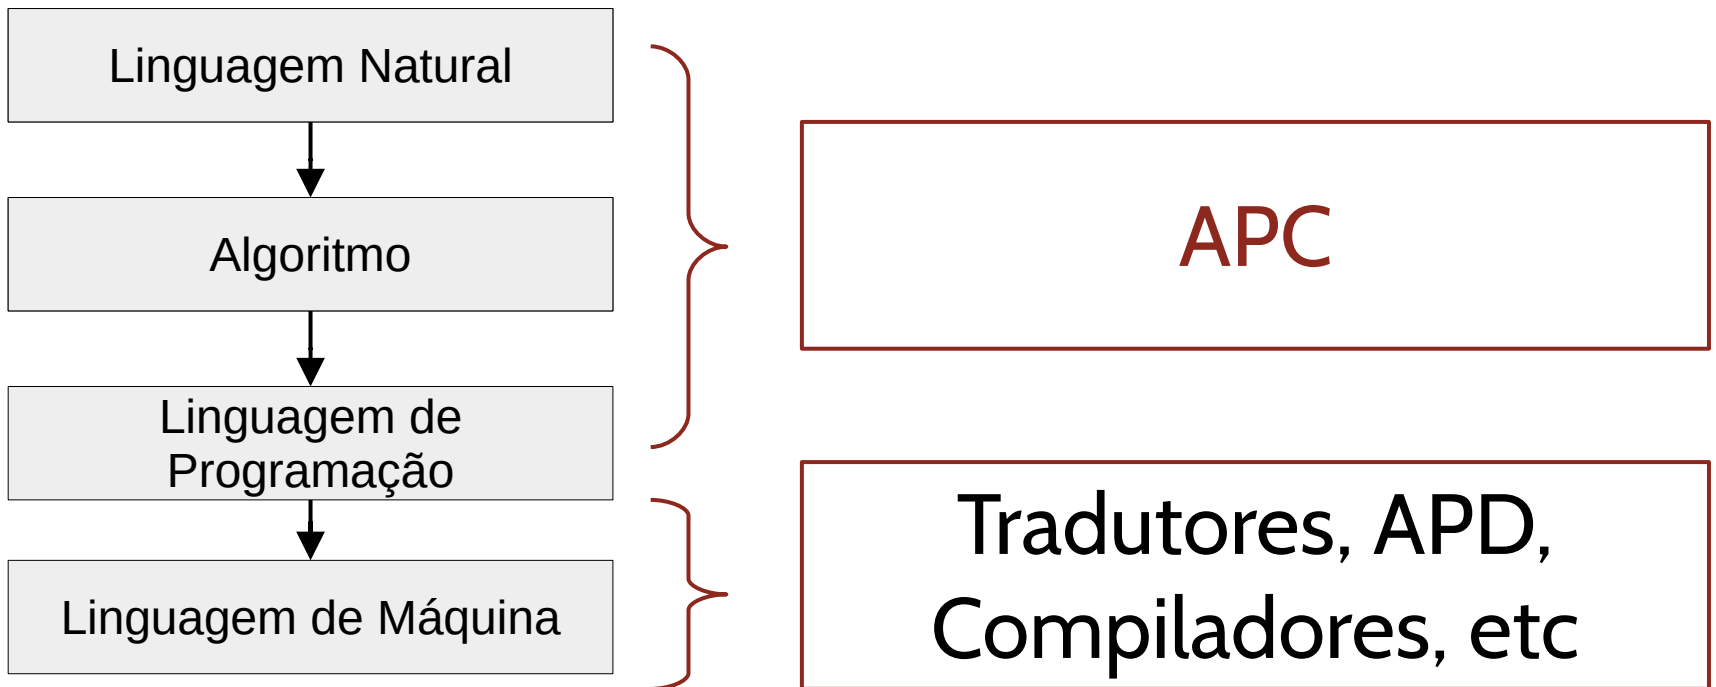 Linguagem Natural
Algoritmo
Linguagem de
Programação
Linguagem de Máquina
APC
Tradutores, APD,
Compiladores, etc